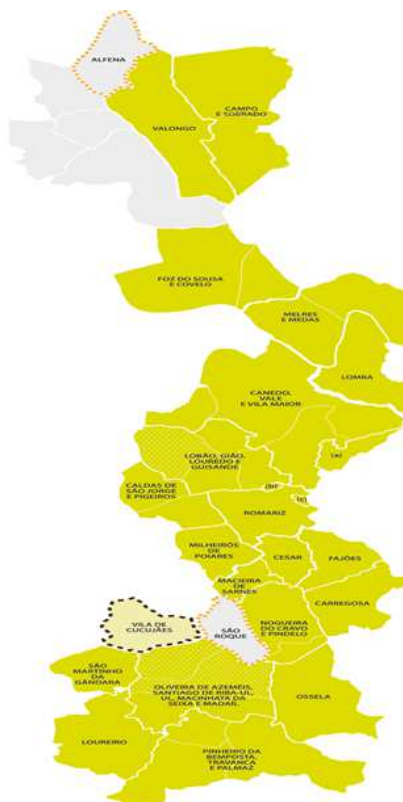 ALFENA
CAMPO
E SOBRADO
VALONGO
FOZ DO SOUSA
E COVELO
MELRES
E MEDAS
LOMBA
CANEDO,
VALE
E VILA MAIOR
LOBÃO, GIÃO,
LOUREDO E
GUISANDE
CALDAS DE
SÃO JORGE
E PIGEIROS
ROMARIZ
MILHEIRÓS
DE
POIARES
CESAR
FAJÕES
MACIEIRA
DE
SARNES
CARREGOSA
VILA DE
CUCUJÃES
SÃO
ROQUE
NOGUEIRA
DO CRAVO
E PINDELO
SÃO
MARTINHO
DA
GÂNDARA
OLIVEIRA DE AZEMÉIS,
SANTIAGO DE RIBA-UL,
UL, MACINHATA DA
SEIXA E MADAIL
OSSELA
LOUREIRO
PINHEIRO DA
BEMPOSTA,
TRAVANCA
E PALMAZ